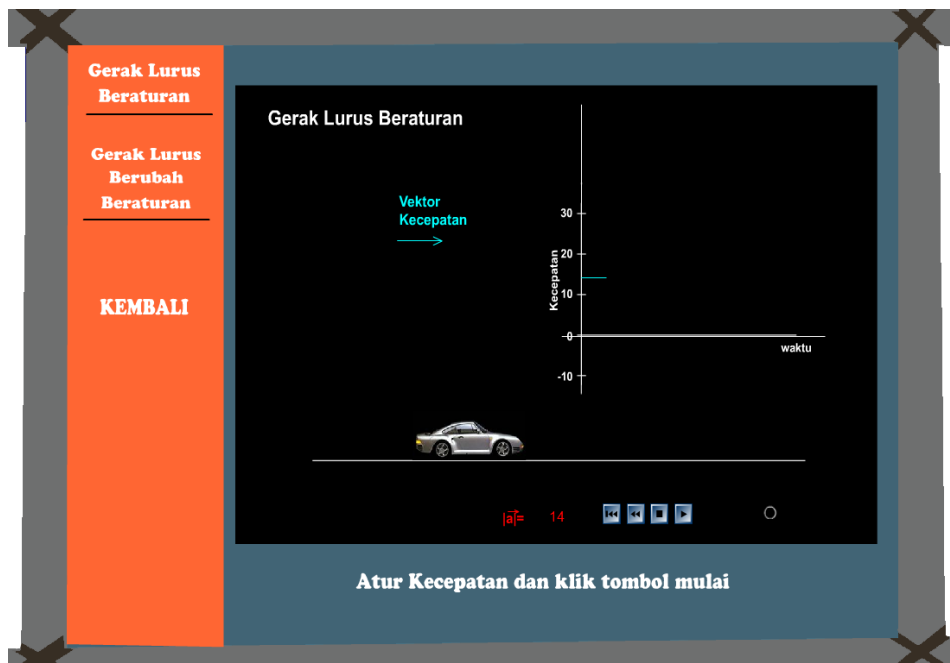 Gerak Lurus
Beraturan
Gerak Lurus
Berubah
Beraturan
KEMBALI
Gerak Lurus Beraturan
Vektor
Kecepatan
Kecepatan
30
20
10
0
-10
waktu
|a|= 14
Atur Kecepatan dan klik tombol mulai